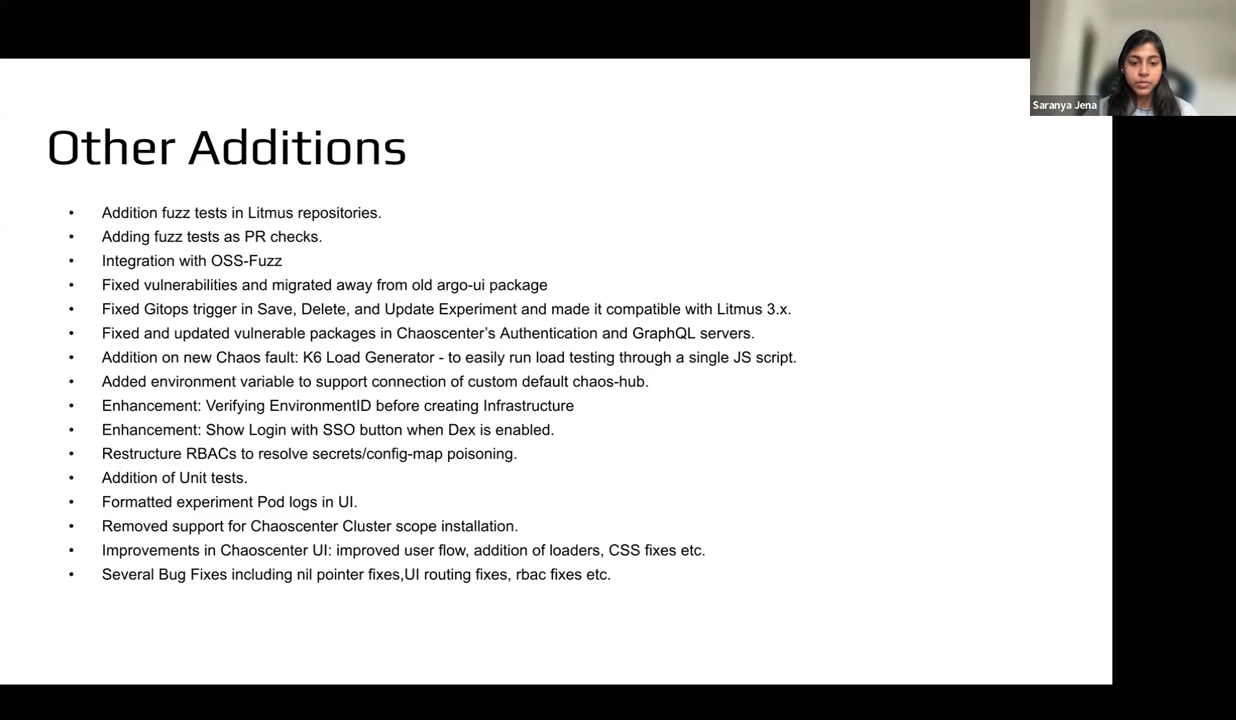 Saranya Jena
Other Additions
• Addition fuzz tests in Litmus repositories.
• Adding fuzz tests as PR checks.
• Integration with OSS-Fuzz
• Fixed vulnerabilities and migrated away from old argo-ui package
• Fixed Gitops trigger in Save, Delete, and Update Experiment and made it compatible with Litmus 3.x.
• Fixed and updated vulnerable packages in Chaoscenter’s Authentication and GraphQL servers.
• Addition on new Chaos fault: K6 Load Generator - to easily run load testing through a single JS script.
• Added environment variable to support connection of custom default chaos-hub.
• Enhancement: Verifying EnvironmentID before creating Infrastructure
• Enhancement: Show Login with SSO button when Dex is enabled.
• Restructure RBACs to resolve secrets/config-map poisoning.
• Addition of Unit tests.
• Formatted experiment Pod logs in UI.
• Removed support for Chaoscenter Cluster scope installation.
• Improvements in Chaoscenter UI: improved user flow, addition of loaders, CSS fixes etc.
• Several Bug Fixes including nil pointer fixes,UI routing fixes, rbac fixes etc.